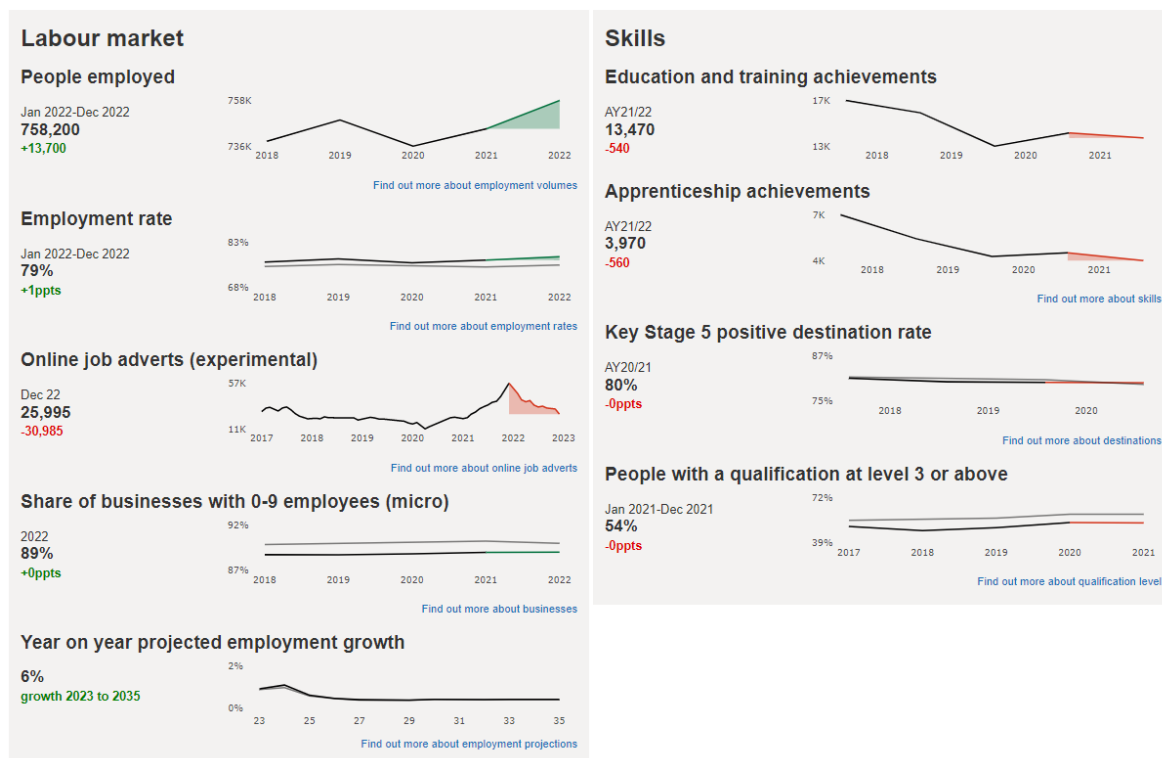 Labour market
People employed
Jan 2022-Dec 2022
758,200
+13,700
758K
736K
2018 2019 2020 2021 2022
Find out more about employment volumes
Employment rate
Jan 2022-Dec 2022
79%
+1ppts
83%
68%
2018 2019 2020 2021 2022
Find out more about employment rates
Online job adverts (experimental)
Dec 22
25,995
-30,985
57K
11K
2017 2018 2019 2020 2021 2022 2023
Find out more about online job adverts
Share of businesses with 0-9 employees (micro)
2022
89%
+0ppts
92%
87%
2018 2019 2020 2021 2022
Find out more about businesses
Year on year projected employment growth
6%
growth 2023 to 2035
2%
0%
23 25 27 29 31 33 35
Find out more about employment projections
Skills
Education and training achievements
AY21/22
13,470
-540
17K
13K
2018 2019 2020 2021
Apprenticeship achievements
AY21/22
3,970
-560
7K
4K
2018 2019 2020 2021
Find out more about skills
Key Stage 5 positive destination rate
AY20/21
80%
-0ppts
87%
75%
2018 2019 2020
Find out more about destinations
People with a qualification at level 3 or above
Jan 2021-Dec 2021
54%
-0ppts
72%
39%
2017 2018 2019 2020 2021
Find out more about qualification level